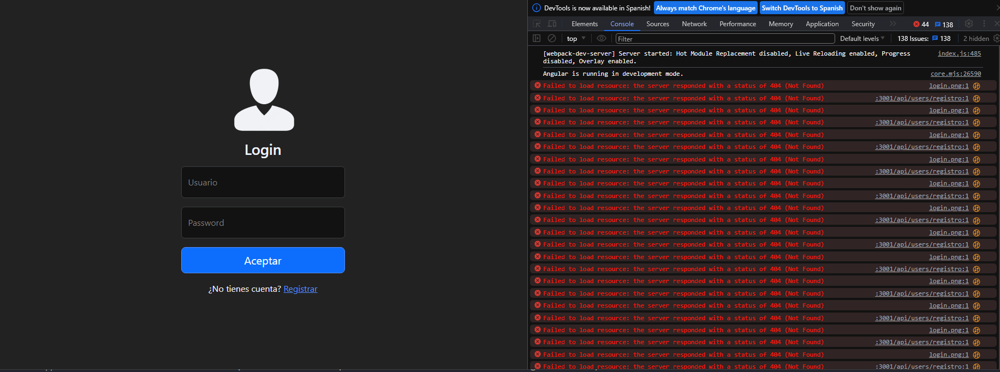 Login
Usuario
Password
Aceptar
¿No tienes cuenta? Registrar
DevTools is now available in Spanish! Always match Chrome's language Switch DevTools to Spanish Don't show again
Elements Console Sources Network Performance Memory Application Security 44 138
top Filter Default levels 138 Issues: 138 2 hidden
[webpack-dev-server] Server started: Hot Module Replacement disabled, Live Reloading enabled, Progress index.js:485
disabled, Overlay enabled.
Angular is running in development mode. core.mjs:26590
Failed to load resource: the server responded with a status of 404 (Not Found) login.png:1
Failed to load resource: the server responded with a status of 404 (Not Found) :3001/api/users/registro:1
Failed to load resource: the server responded with a status of 404 (Not Found) login.png:1
Failed to load resource: the server responded with a status of 404 (Not Found) :3001/api/users/registro:1
Failed to load resource: the server responded with a status of 404 (Not Found) login.png:1
Failed to load resource: the server responded with a status of 404 (Not Found) :3001/api/users/registro:1
Failed to load resource: the server responded with a status of 404 (Not Found) login.png:1
Failed to load resource: the server responded with a status of 404 (Not Found) :3001/api/users/registro:1
Failed to load resource: the server responded with a status of 404 (Not Found) login.png:1
Failed to load resource: the server responded with a status of 404 (Not Found) :3001/api/users/registro:1
Failed to load resource: the server responded with a status of 404 (Not Found) login.png:1
Failed to load resource: the server responded with a status of 404 (Not Found) :3001/api/users/registro:1
Failed to load resource: the server responded with a status of 404 (Not Found) login.png:1
Failed to load resource: the server responded with a status of 404 (Not Found) :3001/api/users/registro:1
Failed to load resource: the server responded with a status of 404 (Not Found) login.png:1
Failed to load resource: the server responded with a status of 404 (Not Found) :3001/api/users/registro:1
Failed to load resource: the server responded with a status of 404 (Not Found) login.png:1
Failed to load resource: the server responded with a status of 404 (Not Found) :3001/api/users/registro:1
Failed to load resource: the server responded with a status of 404 (Not Found) login.png:1
Failed to load resource: the server responded with a status of 404 (Not Found) :3001/api/users/registro:1
Failed to load resource: the server responded with a status of 404 (Not Found) login.png:1
Failed to load resource: the server responded with a status of 404 (Not Found) :3001/api/users/registro:1
Failed to load resource: the server responded with a status of 404 (Not Found) login.png:1
Failed to load resource: the server responded with a status of 404 (Not Found) :3001/api/users/registro:1